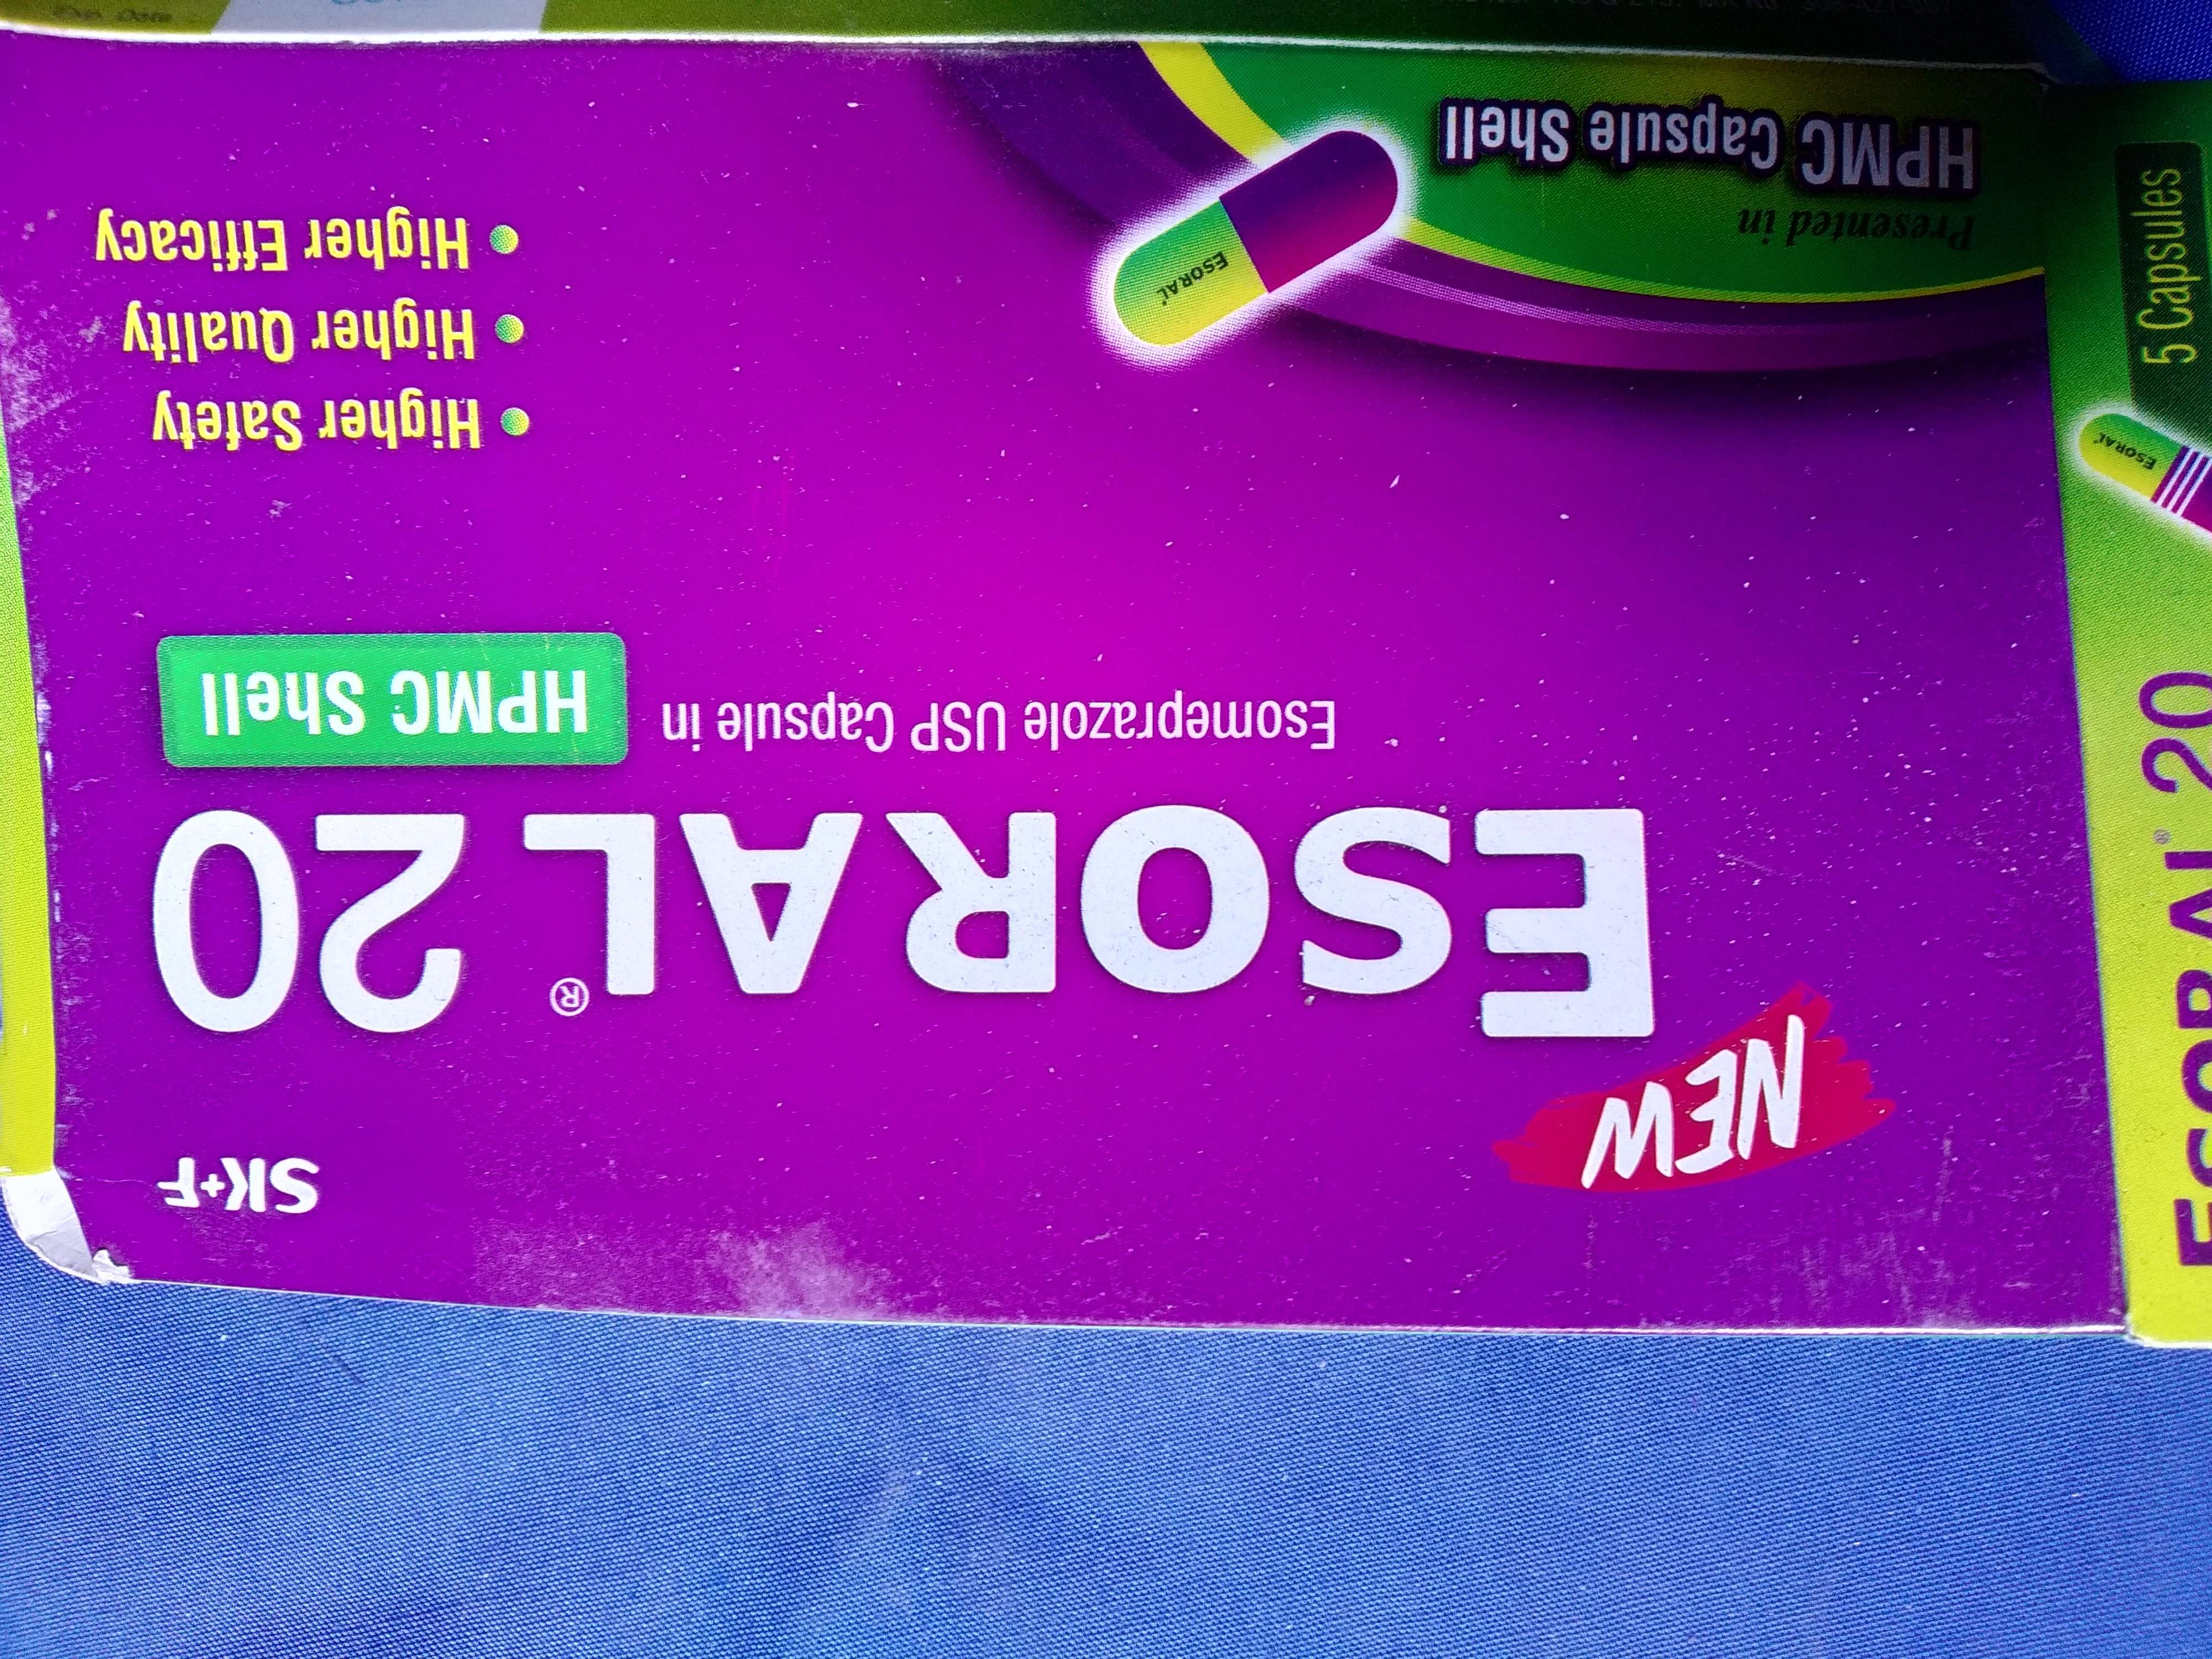 SK+F
NEW
ESORAL® 20
Esomeprazole USP Capsule in
HPMC Shell
• Higher Safety
• Higher Quality
• Higher Efficacy
ESORAL®
Presented in
HPMC Capsule Shell
ESORAL® 20
ESORAL®
5 Capsules